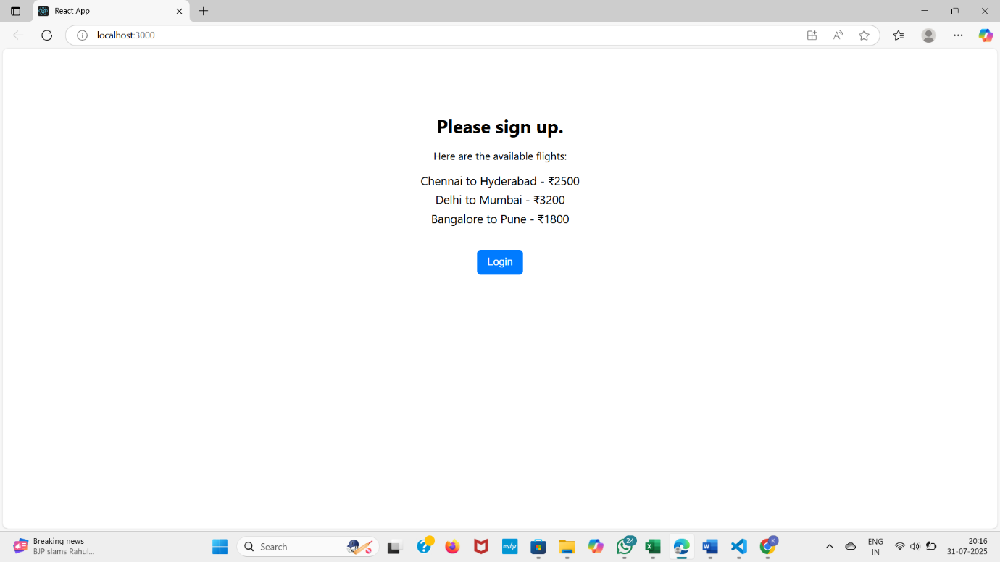 React App
localhost:3000
Please sign up.
Here are the available flights:
Chennai to Hyderabad - ₹2500
Delhi to Mumbai - ₹3200
Bangalore to Pune - ₹1800
Login
Breaking news
BJP slams Rahul...
Search
myhp
24
K
ENG
IN
20:16
31-07-2025